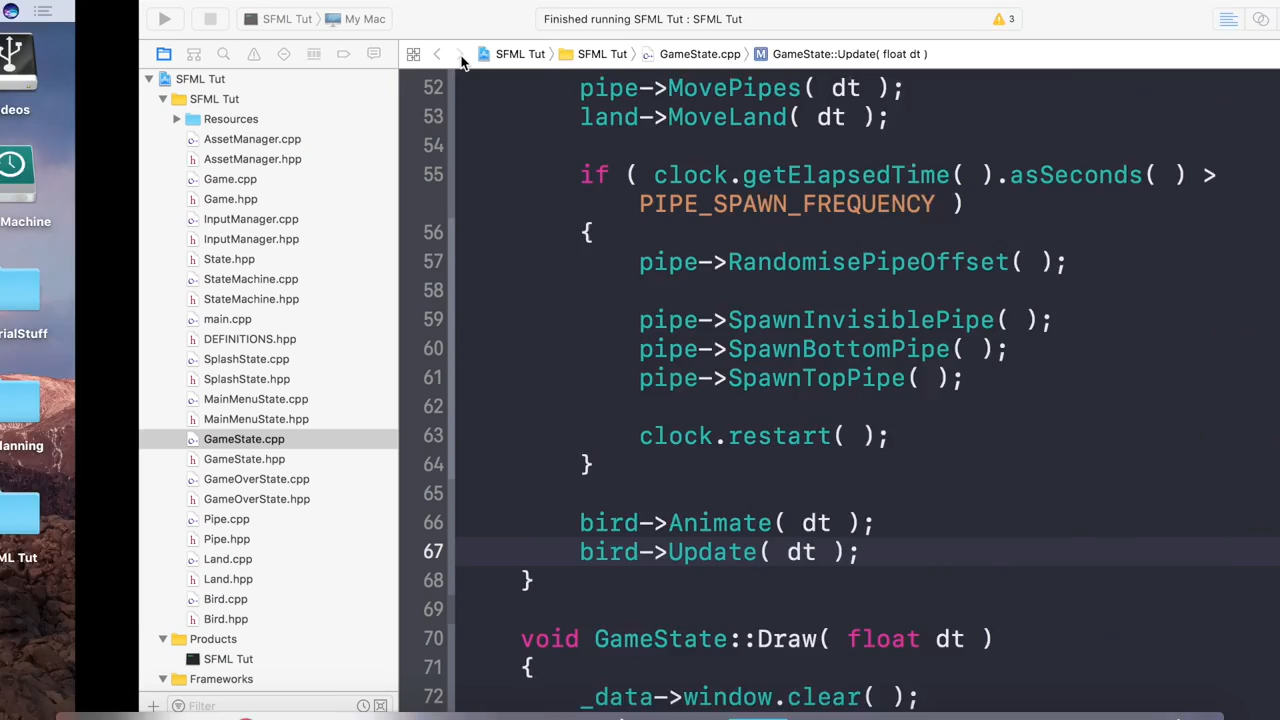 SFML Tut 〉 My Mac
Finished running SFML Tut : SFML Tut
3
SFML Tut 〉 SFML Tut 〉 GameState.cpp 〉 M GameState::Update( float dt )
deos
Machine
rialStuff
nning
ML Tut
SFML Tut
SFML Tut
Resources
AssetManager.cpp
AssetManager.hpp
Game.cpp
Game.hpp
InputManager.cpp
InputManager.hpp
State.hpp
StateMachine.cpp
StateMachine.hpp
main.cpp
DEFINITIONS.hpp
SplashState.cpp
SplashState.hpp
MainMenuState.cpp
MainMenuState.hpp
GameState.cpp
GameState.hpp
GameOverState.cpp
GameOverState.hpp
Pipe.cpp
Pipe.hpp
Land.cpp
Land.hpp
Bird.cpp
Bird.hpp
Products
SFML Tut
Frameworks
Filter
52 pipe->MovePipes( dt );
53 land->MoveLand( dt );
54
55 if ( clock.getElapsedTime( ).asSeconds( ) >
PIPE_SPAWN_FREQUENCY )
56 {
57 pipe->RandomisePipeOffset( );
58
59 pipe->SpawnInvisiblePipe( );
60 pipe->SpawnBottomPipe( );
61 pipe->SpawnTopPipe( );
62
63 clock.restart( );
64 }
65
66 bird->Animate( dt );
67 bird->Update( dt );
68 }
69
70 void GameState::Draw( float dt )
71 {
72 _data->window.clear( );